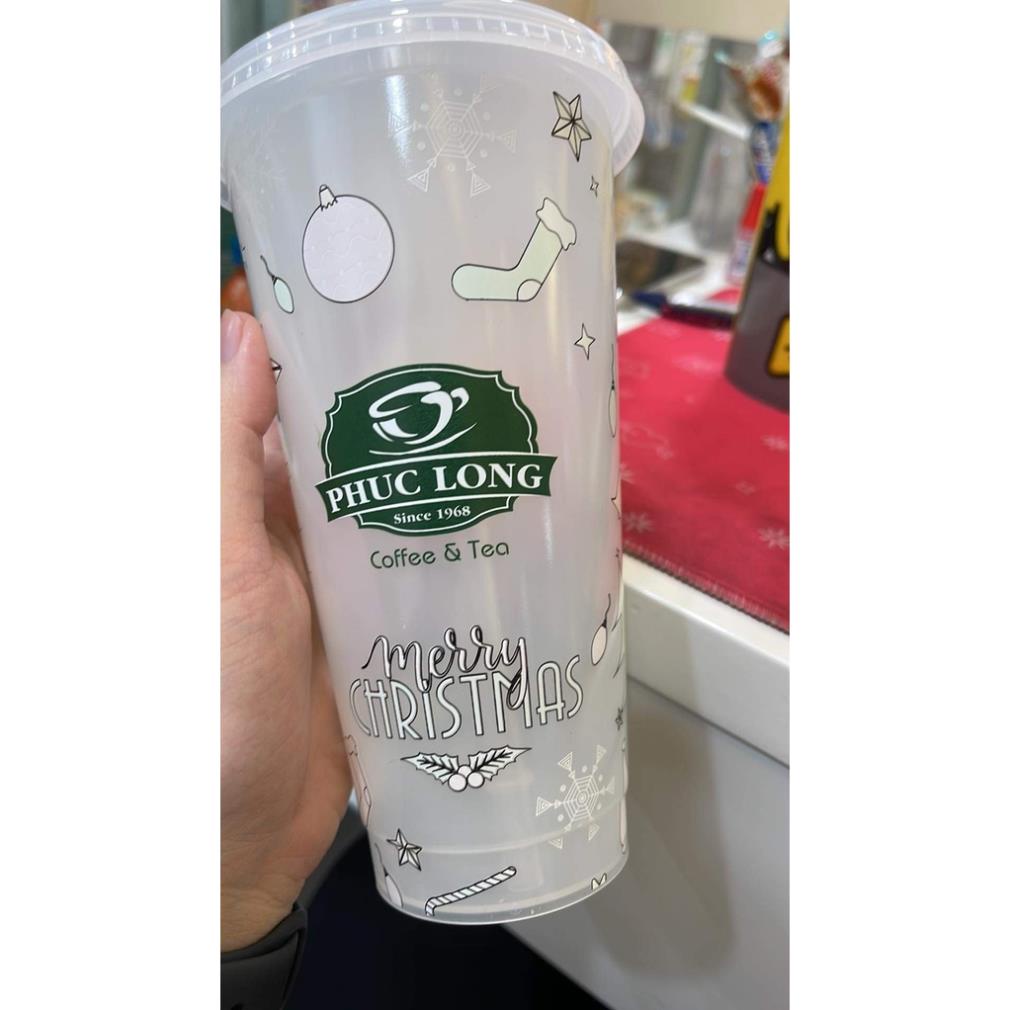 PHUC LONG
Since 1968
Coffee & Tea
merry
CHRISTMAS